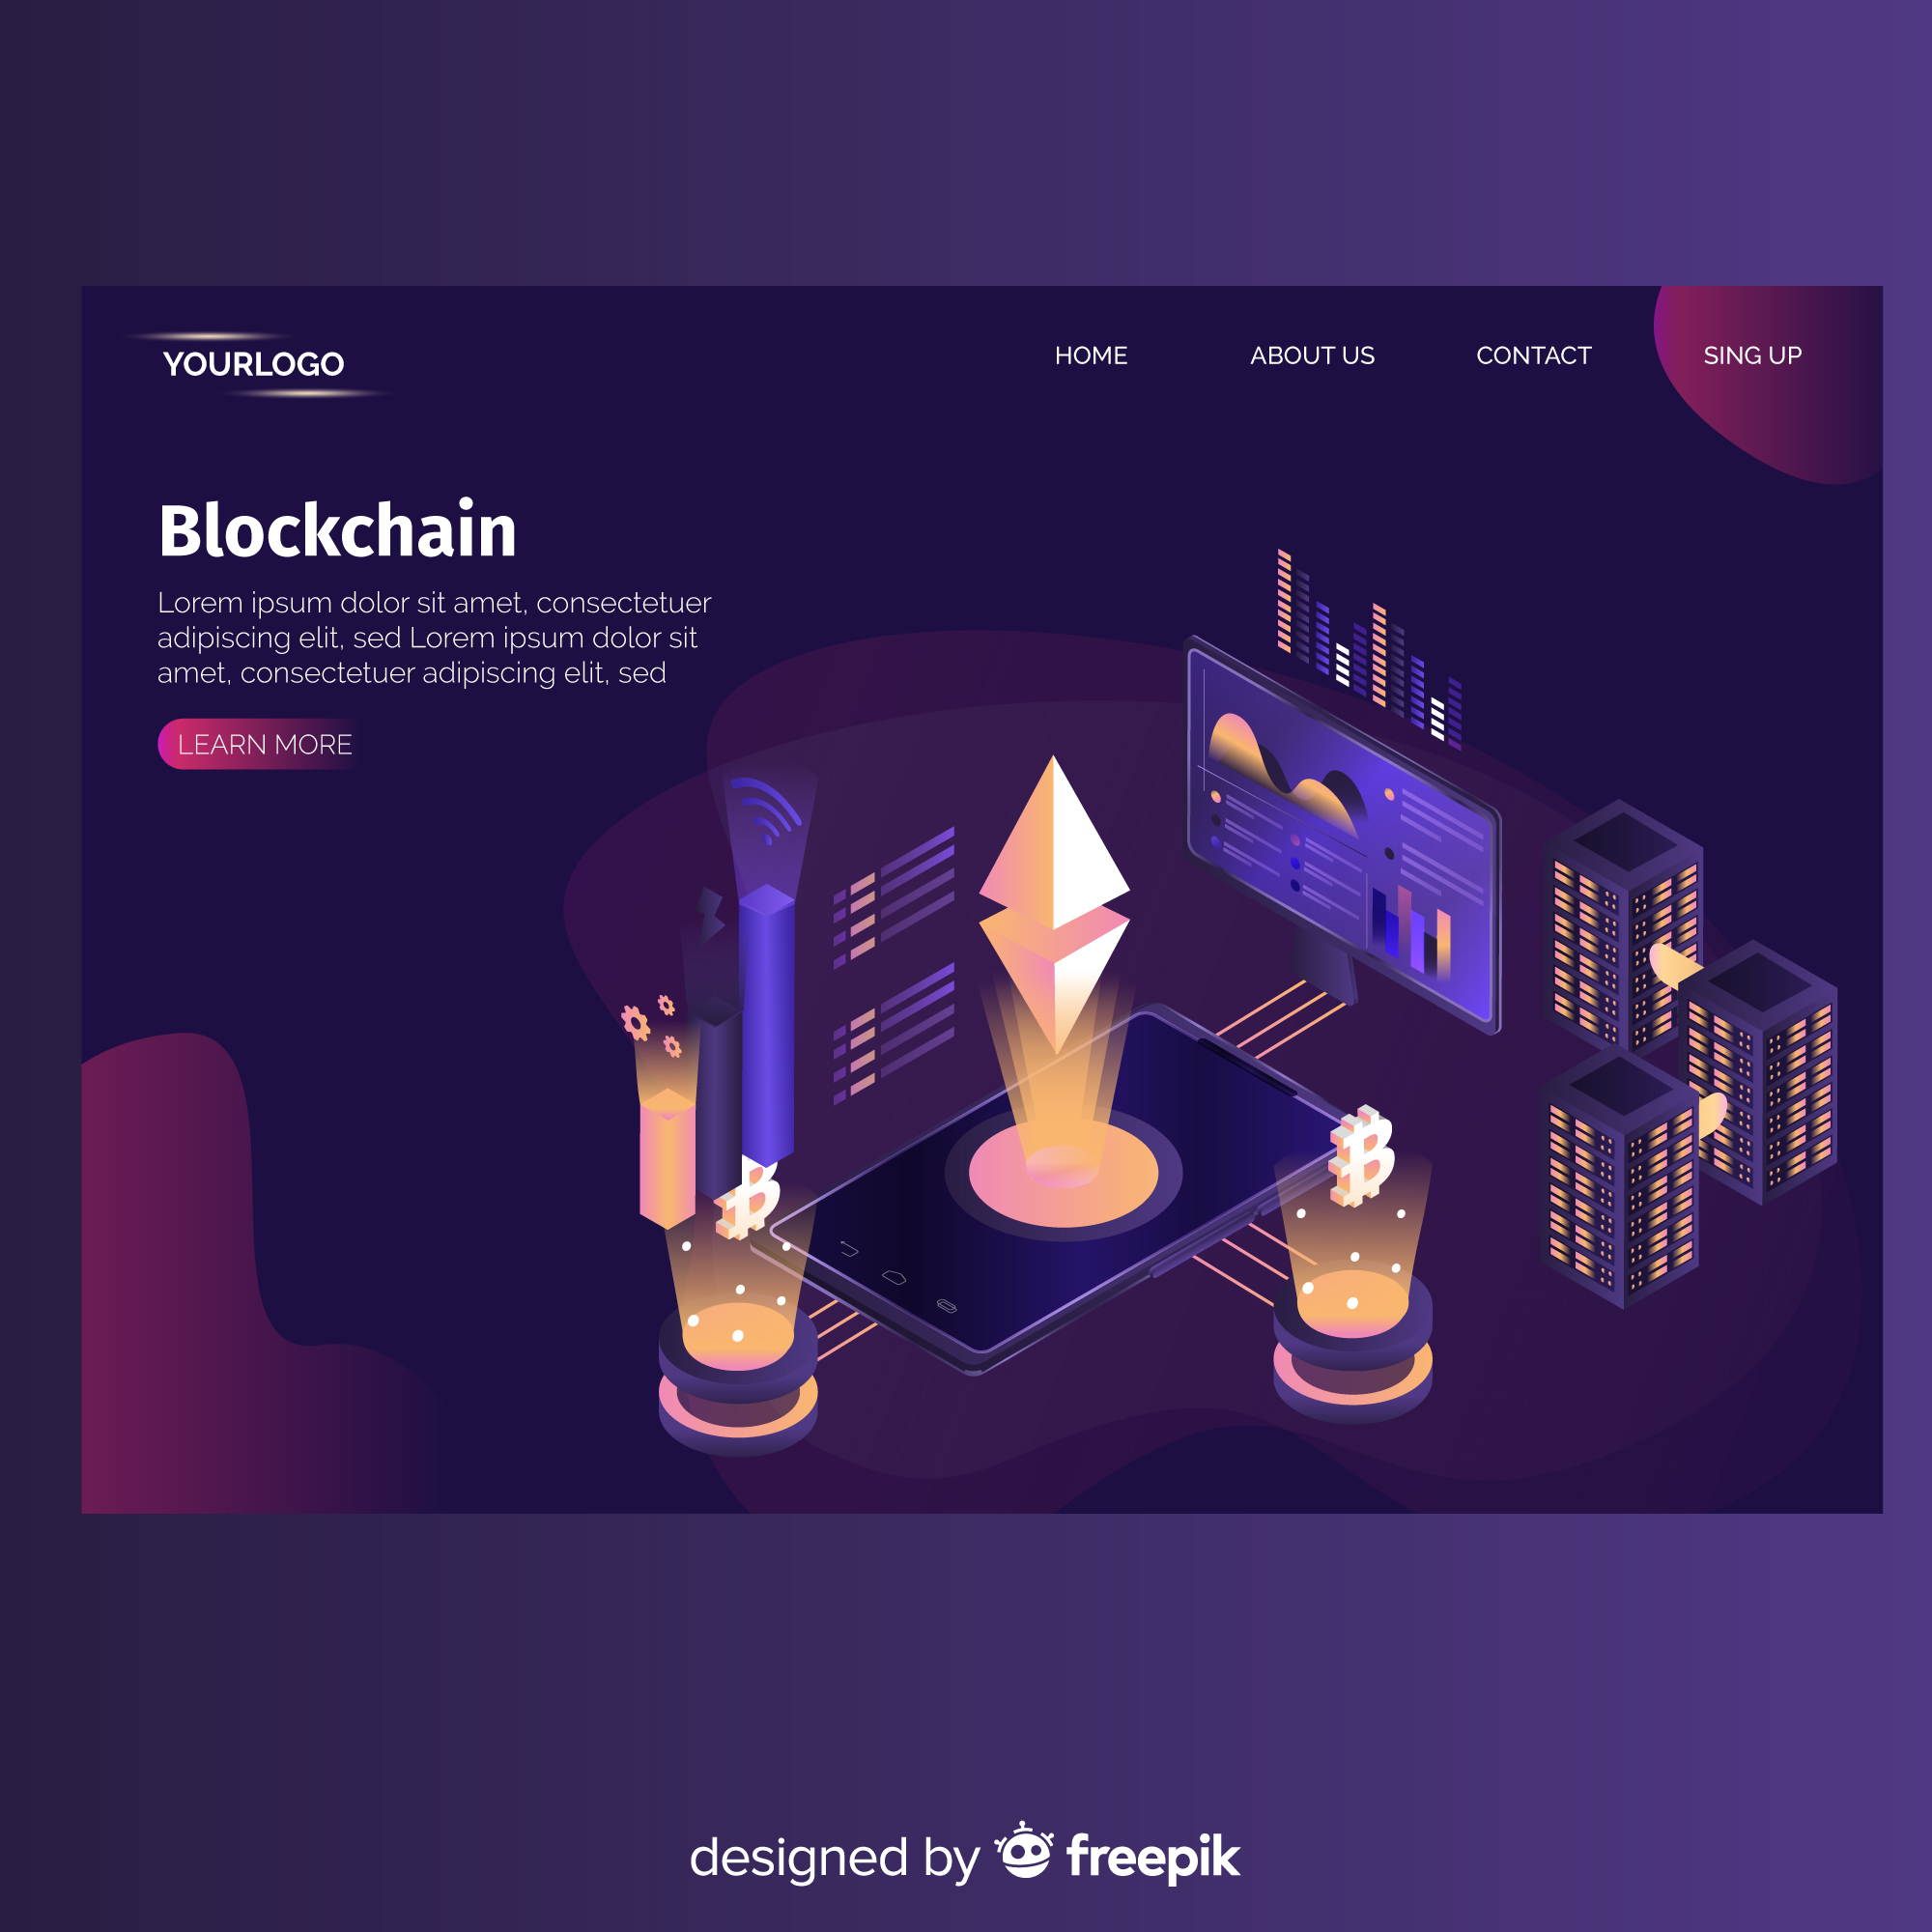 YOURLOGO
HOME
ABOUT US
CONTACT
SING UP
Blockchain
Lorem ipsum dolor sit amet, consectetuer
adipiscing elit, sed Lorem ipsum dolor sit
amet, consectetuer adipiscing elit, sed
LEARN MORE
designed by freepik